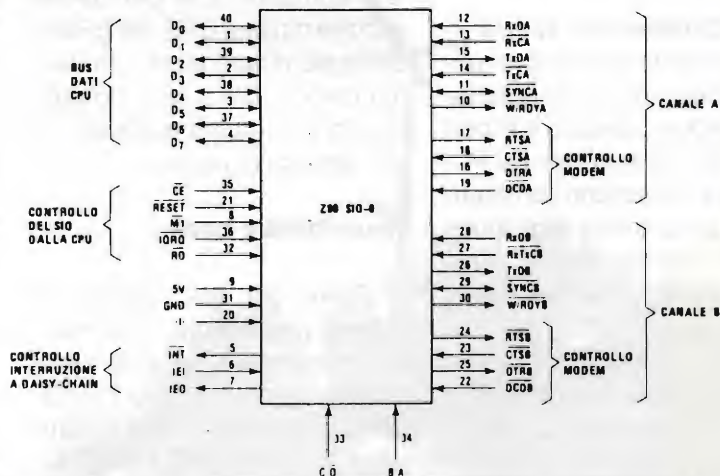 40 12
D0 RxDA
1 13
D1 RxCA
39 15
D2 TxDA
2 14
D3 TxCA
38 11
D4 SYNCA
3 10
D5 W/RDYA
37
D6
4
D7
BUS
DATI
CPU
17
RTSA
18
CTSA
16
DTRA
19
DCDA
CONTROLLO
MODEM
CANALE A
35
CE
21
RESET
8
M1
36
IORQ
32
RD
CONTROLLO
DEL SIO
DALLA CPU
Z80 SIO-0
28
RxDB
27
RxTxCB
26
TxDB
29
SYNCB
30
W/RDYB
9
5V
31
GND
20
24
RTSB
23
CTSB
25
DTRB
22
DCDB
CONTROLLO
MODEM
CANALE B
5
INT
6
IEI
7
IEO
CONTROLLO
INTERRUZIONE
A DAISY-CHAIN
33 34
C D B A